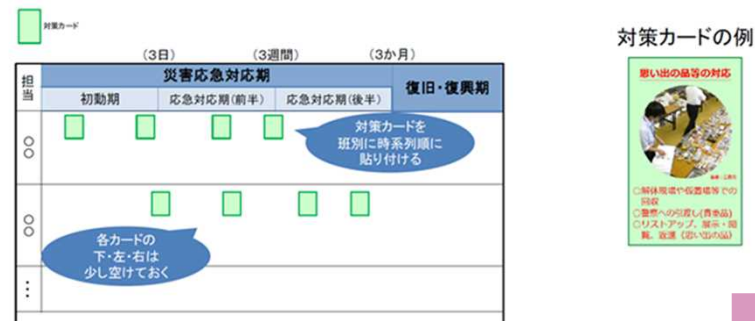 対策カード
対策カードの例
(3日)
(3週間)
(3か月)
担当
災害応急対応期
復旧・復興期
初動期
応急対応期(前半)
応急対応期(後半)
○○
対策カードを
班別に時系列順に
貼り付ける
○○
各カードの
下・左・右は
少し空けておく
⋮
思い出の品等の対応
○解体現場や仮置場等での
回収
○警察への引渡し(貴重品)
○リストアップ、展示・閲
覧、返還(思い出の品)